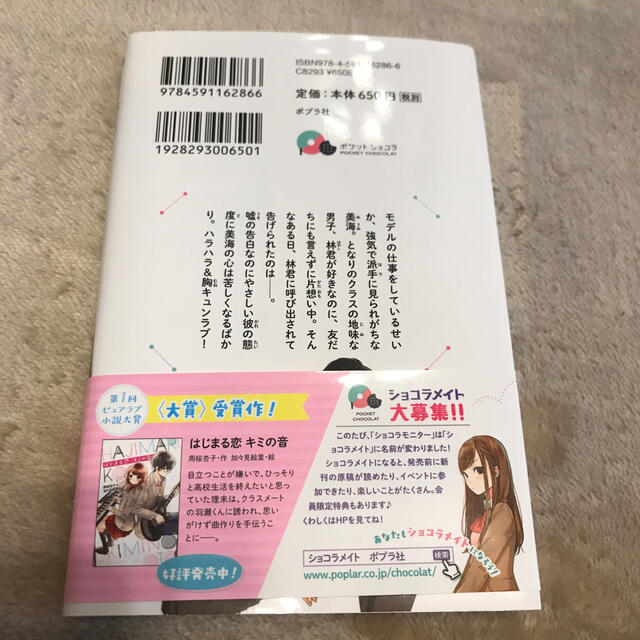 9784591162866
1928293006501
ISBN978-4-591-16286-6
C8293 ¥650E
定価：本体650円 税別
ポプラ社
ポケット ショコラ
POCKET CHOCOLAT
モデルの仕事をしているせい
か、強気で派手に見られがちな
美海。となりのクラスの地味な
男子、林君が好きなのに、友だ
ちにも言えずに片想い中。そん
なある日、林君に呼び出されて
告げられたのは──。
嘘の告白なのにやさしい彼の態
度に美海の心は苦しくなるばか
り。ハラハラ＆胸キュンラブ！
第1回
ピュアラブ
小説大賞
〈大賞〉受賞作！
HAJIMARU
はじまる恋 キミの音
周桜杏子・作 加々見絵里・絵
目立つことが嫌いで、ひっそり
と高校生活を終えたいと思っ
ていた理未は、クラスメート
の羽瀬くんに誘われ、思い
がけず曲作りを手伝うこ
とに──。
好評発売中！
POCKET
CHOCOLAT
ショコラメイト
大募集!!
このたび、「ショコラモニター」は「シ
ョコラメイト」に名前が変わりました！
ショコラメイトになると、発売前に新
刊の原稿が読めたり、イベントに参
加できたり、楽しいことがたくさん。会
員限定特典もあります♪
くわしくはHPを見てね！
あなたもショコラメイトになろう！
ショコラメイト ポプラ社 検索
www.poplar.co.jp/chocolat/